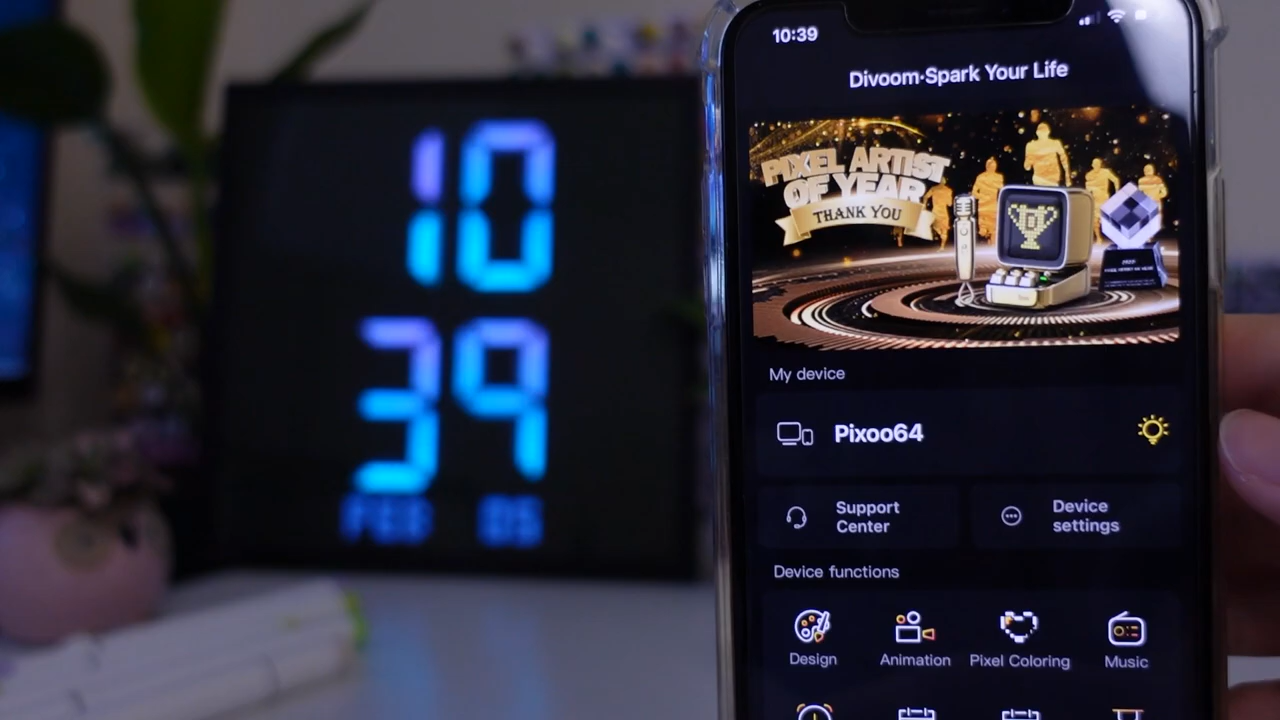 10
39
FEB 05
10:39
Divoom·Spark Your Life
PIXEL ARTIST
OF YEAR
THANK YOU
My device
Pixoo64
Support
Center
Device
settings
Device functions
Design
Animation
Pixel Coloring
Music